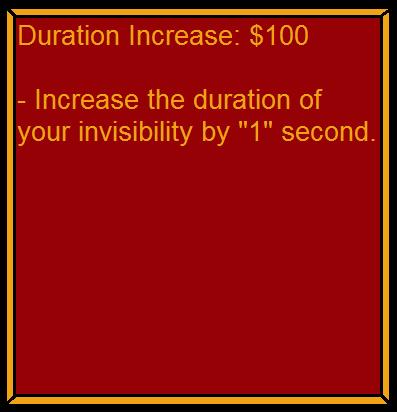 Duration Increase: $100
- Increase the duration of
your invisibility by "1" second.